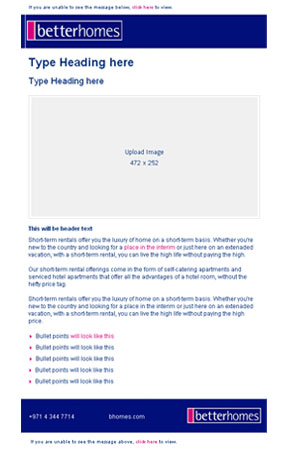 If you are unable to see the message below, click here to view.
betterhomes
Type Heading here
Type Heading here
Upload Image
472 x 252
This will be header text
Short-term rentals offer you the luxury of home on a short-term basis. Whether you're
new to the country and looking for a place in the interim or just here on an extenaded
vacation, with a short-term rental, you can live the high life without paying the high.
Our short-term rental offerings come in the form of self-catering apartments and
serviced hotel apartments that offer all the advantages of a hotel room, without the
hefty price tag.
Short-term rentals offer you the luxury of home on a short-term basis. Whether you're
new to the country and looking for a place in the interim or just here on an extenaded
vacation, with a short-term rental, you can live the high life without paying the high
price.
Bullet points will look like this
Bullet points will look like this
Bullet points will look like this
Bullet points will look like this
Bullet points will look like this
+971 4 344 7714 bhomes.com betterhomes
If you are unable to see the message above, click here to view.